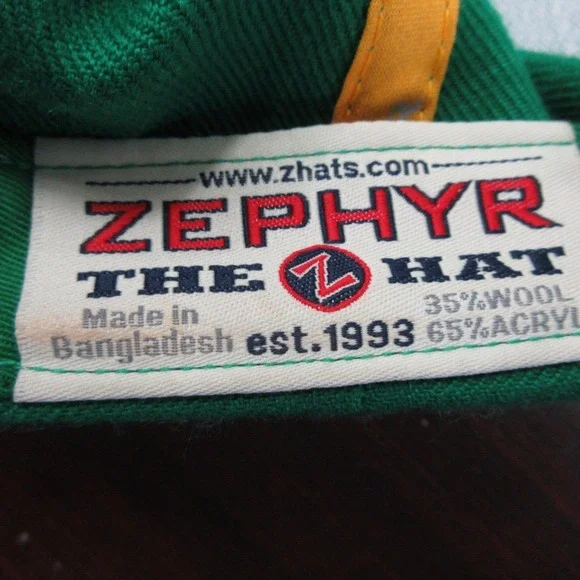 www.zhats.com
ZEPHYR
THE Z HAT
Made in Bangladesh
est.1993
35%WOOL
65%ACRYL